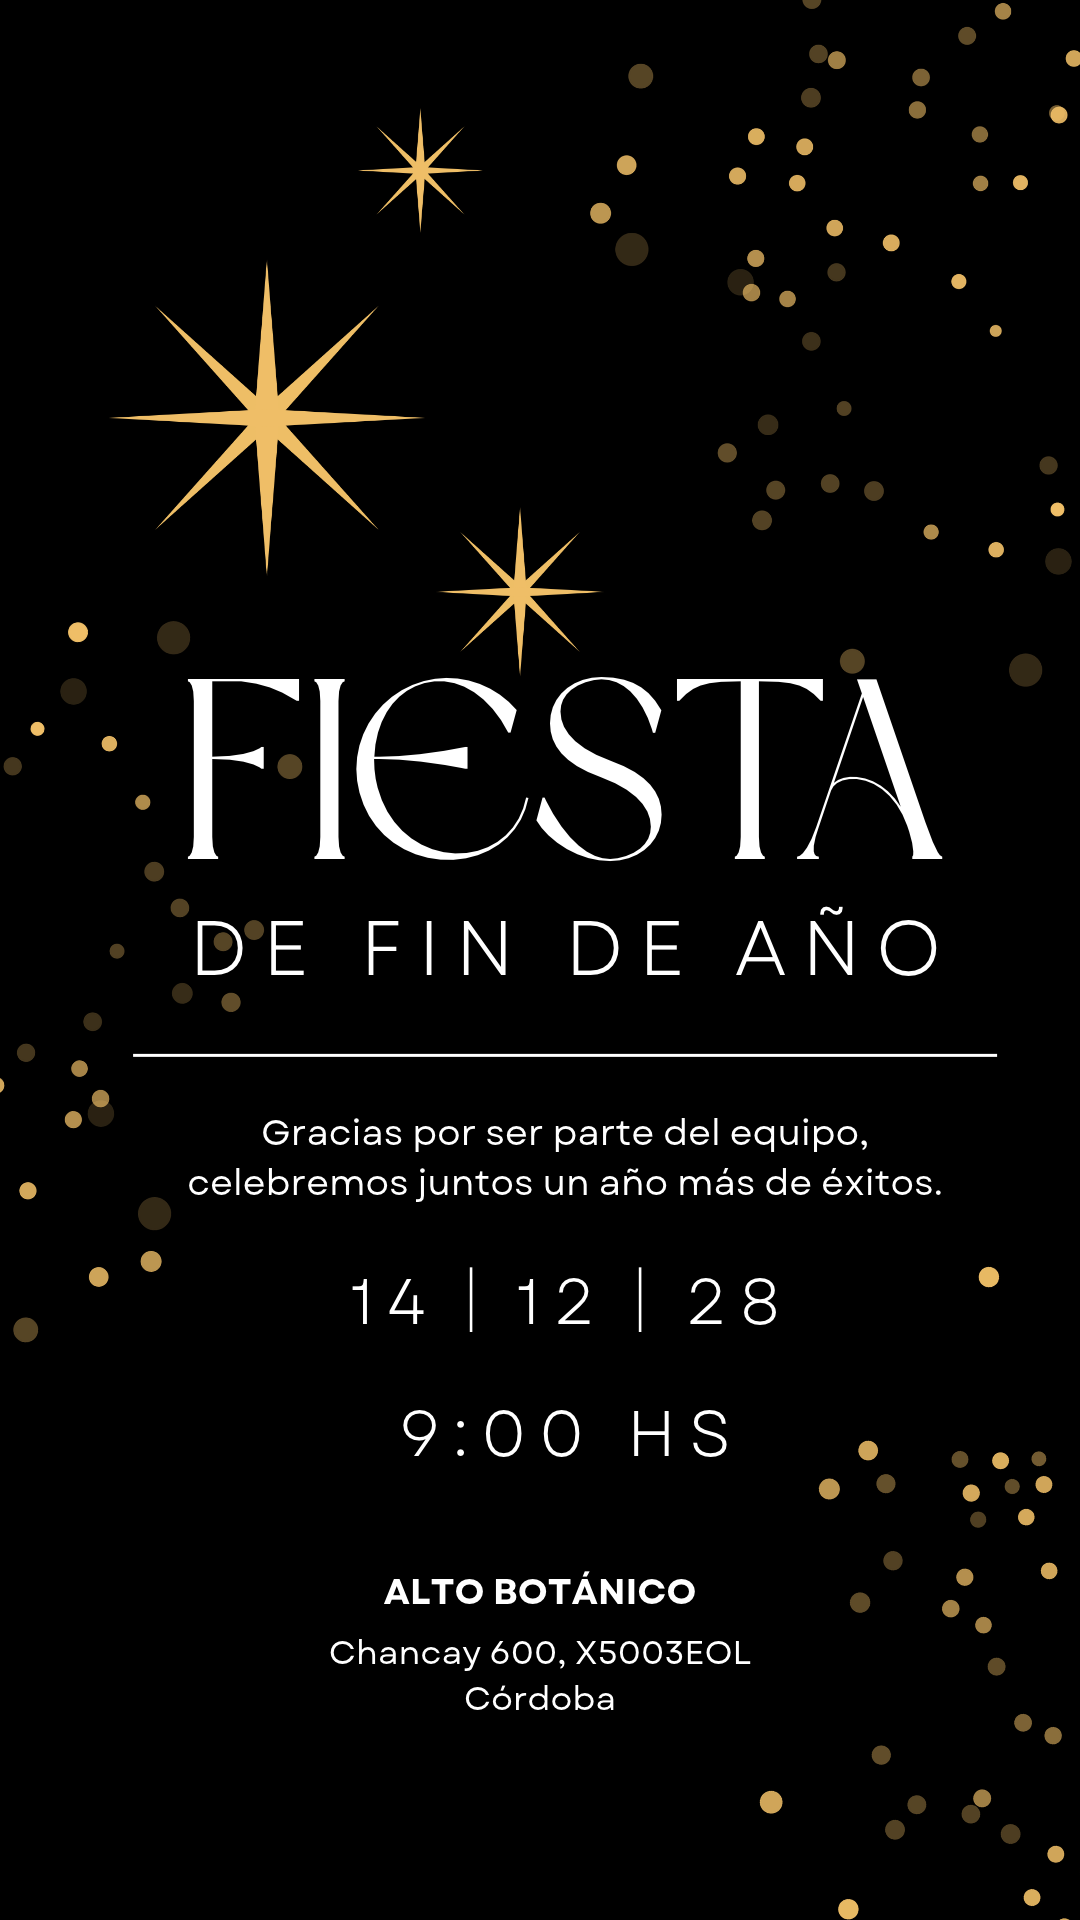 FIESTA
DE FIN DE AÑO
Gracias por ser parte del equipo,
celebremos juntos un año más de éxitos.
14 | 12 | 28
9:00 HS
ALTO BOTÁNICO
Chancay 600, X5003EOL
Córdoba